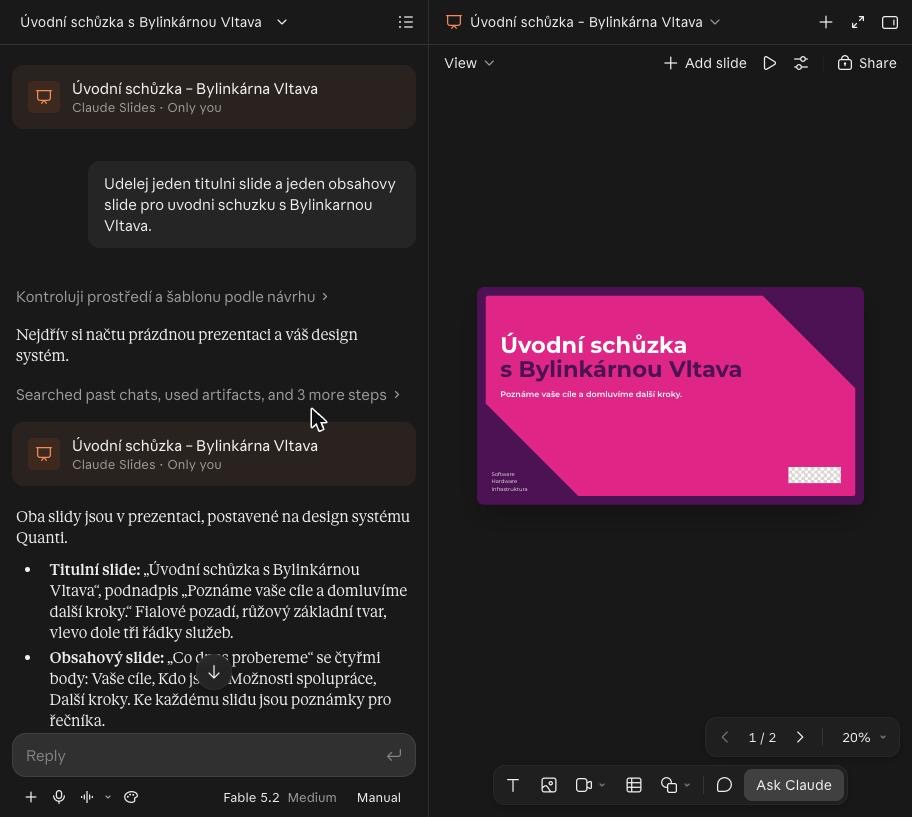 Úvodní schůzka s Bylinkárnou Vltava
Úvodní schůzka – Bylinkárna Vltava
Claude Slides · Only you
Udelej jeden titulni slide a jeden obsahovy
slide pro uvodni schuzku s Bylinkarnou
Vltava.
Kontroluji prostředí a šablonu podle návrhu
Nejdřív si načtu prázdnou prezentaci a váš design
systém.
Searched past chats, used artifacts, and 3 more steps
Úvodní schůzka – Bylinkárna Vltava
Claude Slides · Only you
Oba slidy jsou v prezentaci, postavené na design systému
Quanti.
• Titulní slide: „Úvodní schůzka s Bylinkárnou
Vltava“, podnadpis „Poznáme vaše cíle a domluvíme
další kroky.“ Fialové pozadí, růžový základní tvar,
vlevo dole tři řádky služeb.
• Obsahový slide: „Co probereme“ se čtyřmi
body: Vaše cíle, Kdo Možnosti spolupráce,
Další kroky. Ke každému slidu jsou poznámky pro
řečníka.
Reply
Fable 5.2 Medium Manual
Úvodní schůzka – Bylinkárna Vltava
View Add slide Share
Úvodní schůzka
s Bylinkárnou Vltava
Poznáme vaše cíle a domluvíme další kroky.
Software
Hardware
Infrastruktura
1 / 2 20%
Ask Claude